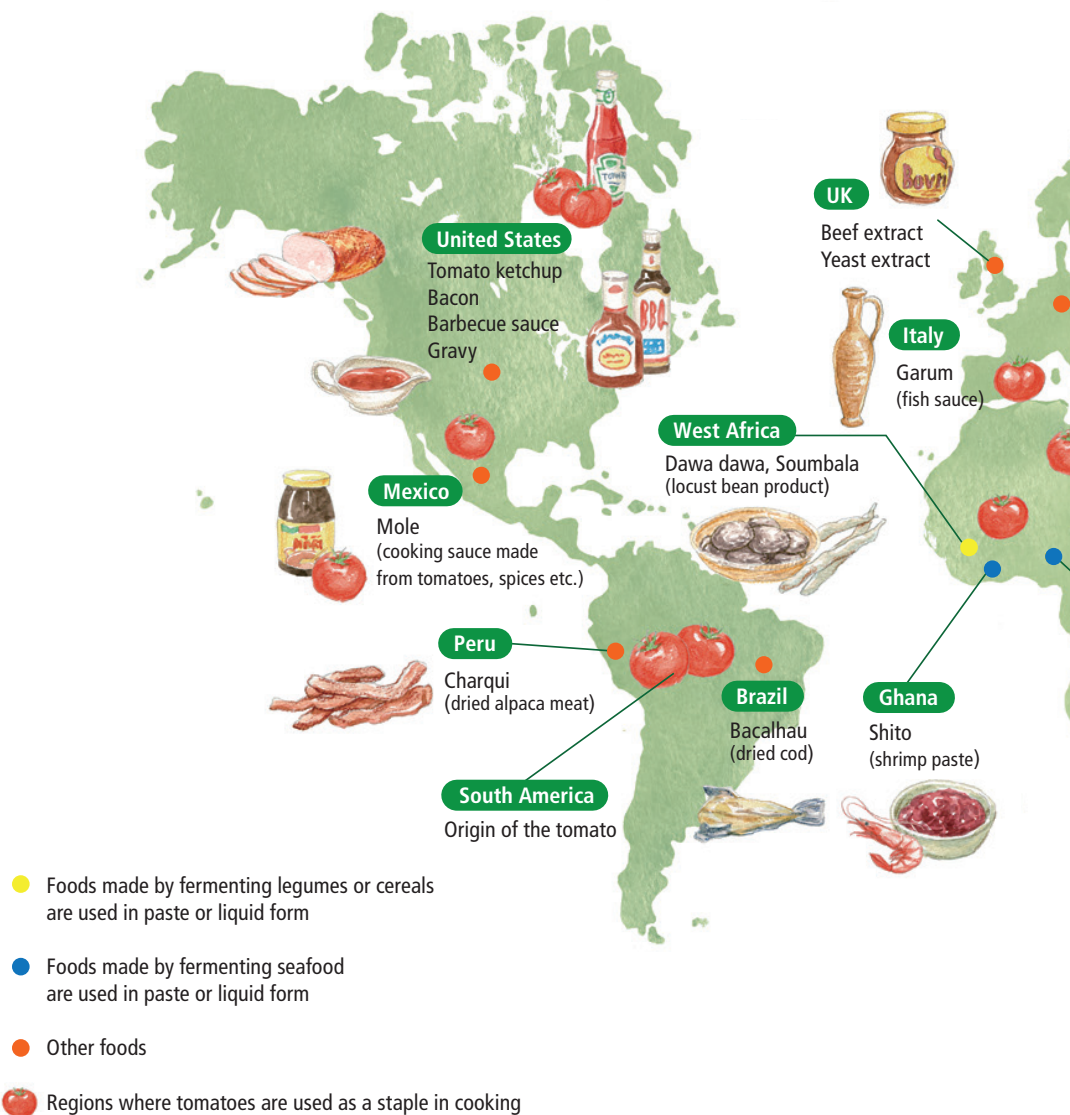 United States
Tomato ketchup
Bacon
Barbecue sauce
Gravy
BBQ
UK
Beef extract
Yeast extract
Italy
Garum
(fish sauce)
West Africa
Dawa dawa, Soumbala
(locust bean product)
Mexico
Mole
(cooking sauce made
from tomatoes, spices etc.)
Peru
Charqui
(dried alpaca meat)
Brazil
Bacalhau
(dried cod)
Ghana
Shito
(shrimp paste)
South America
Origin of the tomato
Foods made by fermenting legumes or cereals
are used in paste or liquid form
Foods made by fermenting seafood
are used in paste or liquid form
Other foods
Regions where tomatoes are used as a staple in cooking